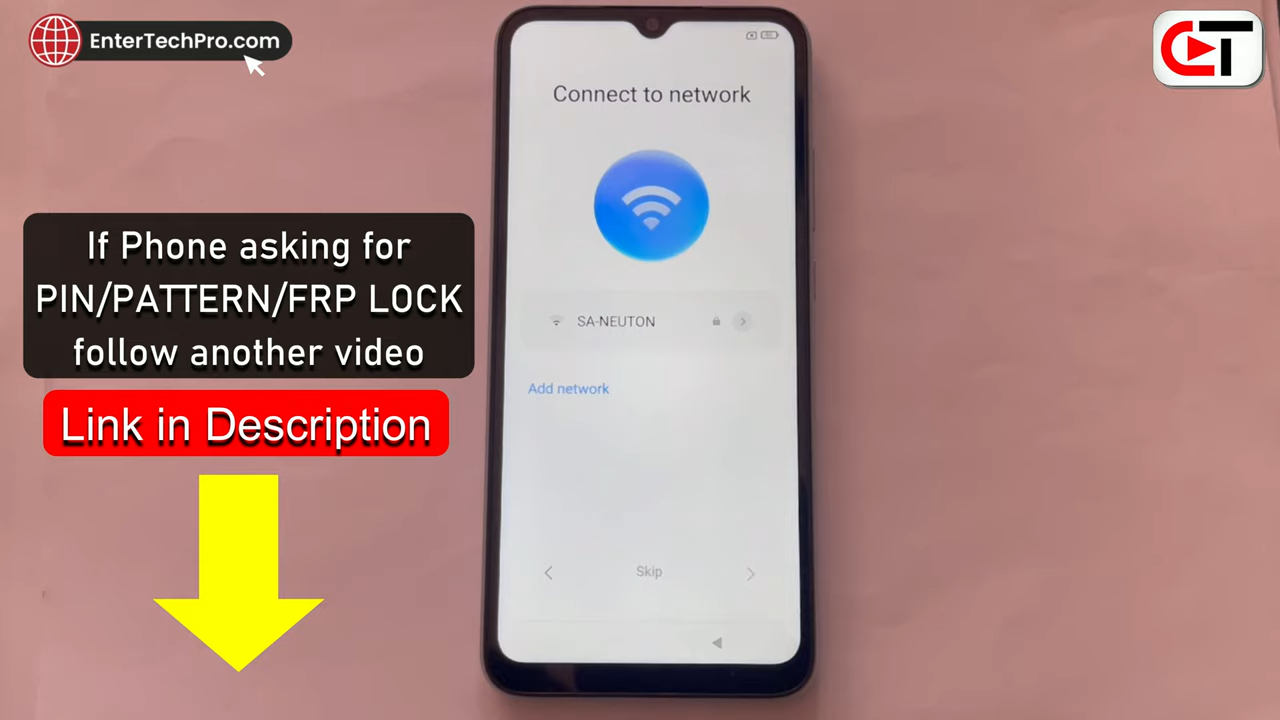 EnterTechPro.com
CT
Connect to network
If Phone asking for
PIN/PATTERN/FRP LOCK
follow another video
Link in Description
SA-NEUTON
Add network
Skip